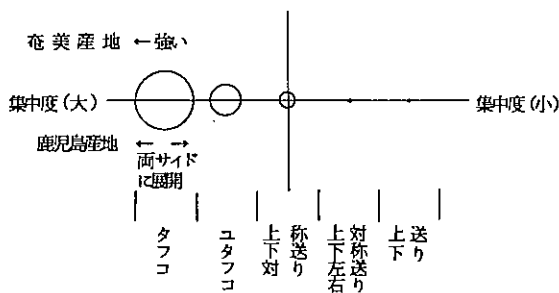 奄美産地 ←強い
集中度(大)
集中度(小)
鹿児島産地
両サイド
に展開
タフコ
ユタフコ
上下対
称送り
上下左右
対称送り
上下
送り